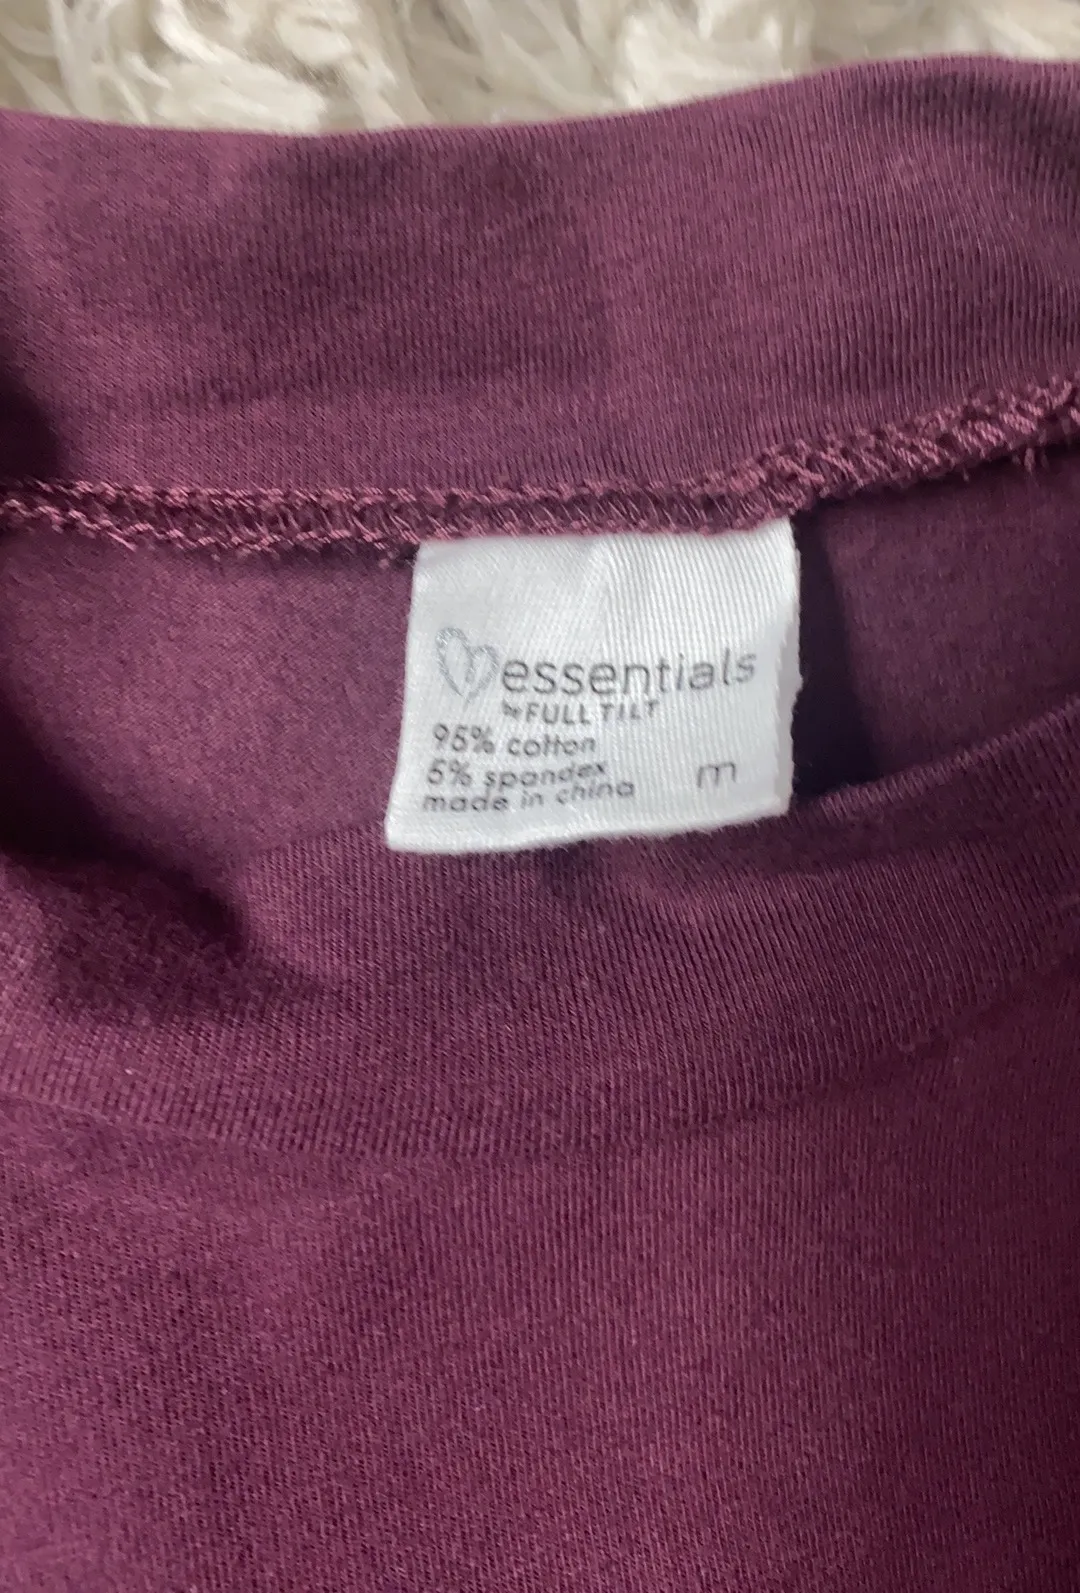 essentials
by FULL TILT
95% cotton
5% spandex
made in china
m